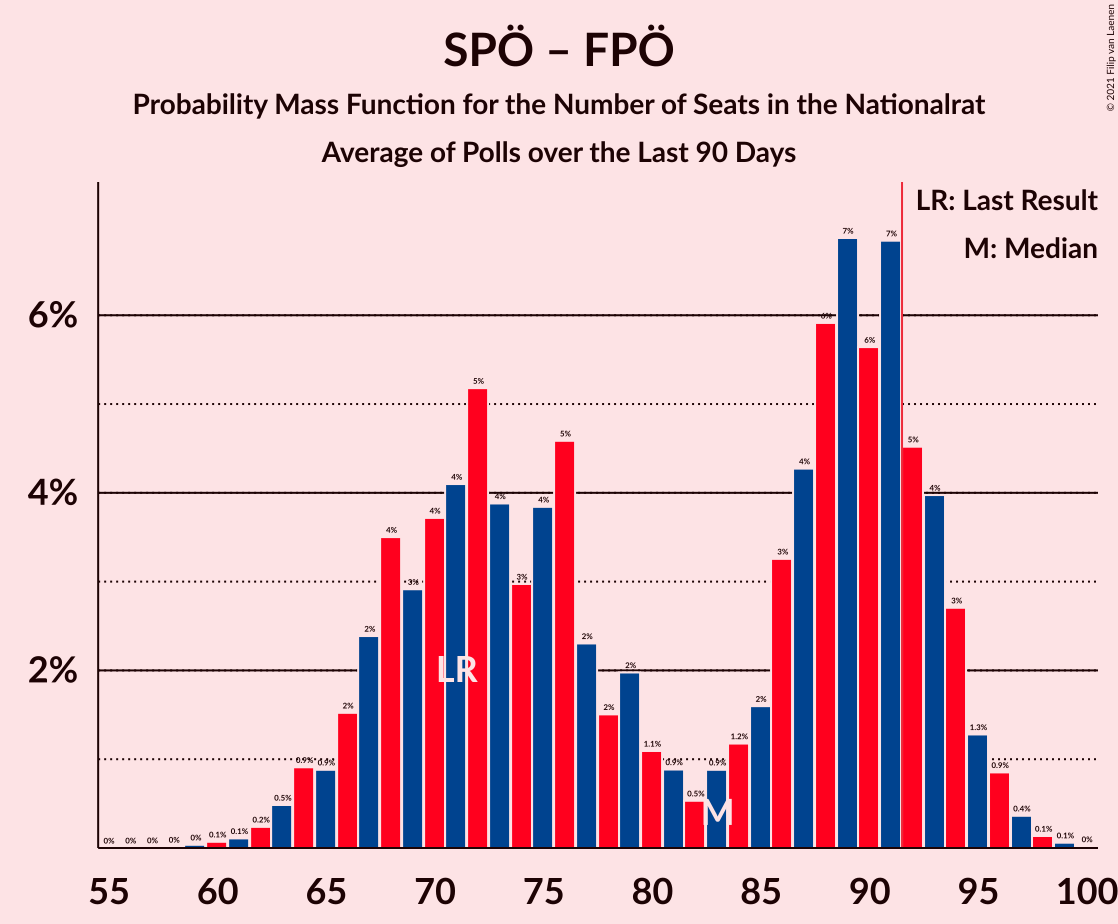 SPÖ – FPÖ
Probability Mass Function for the Number of Seats in the Nationalrat
Average of Polls over the Last 90 Days
© 2021 Filip van Laenen
LR: Last Result
M: Median
6%
4%
2%
0% 0% 0% 0% 0% 0.1% 0.1% 0.2% 0.5% 0.9% 0.9% 2% 2% 4% 3% 4% 4% 5% 4% 3% 4% 5% 2% 2% 2% 1.1% 0.9% 0.5% 0.9% 1.2% 2% 3% 4% 6% 7% 6% 7% 5% 4% 3% 1.3% 0.9% 0.4% 0.1% 0.1% 0%
LR
M
55 60 65 70 75 80 85 90 95 100